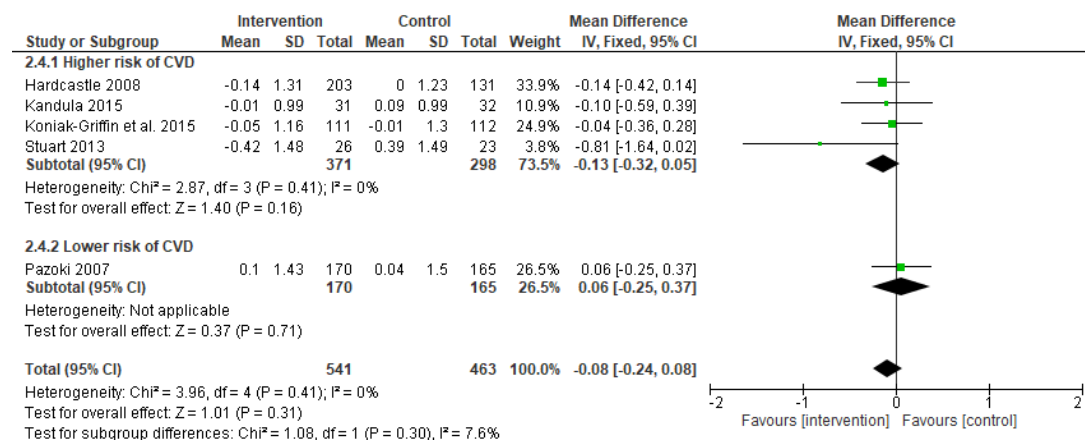 Intervention Control Mean Difference Mean Difference
Study or Subgroup Mean SD Total Mean SD Total Weight IV, Fixed, 95% CI IV, Fixed, 95% CI
2.4.1 Higher risk of CVD
Hardcastle 2008 -0.14 1.31 203 0 1.23 131 33.9% -0.14 [-0.42, 0.14]
Kandula 2015 -0.01 0.99 31 0.09 0.99 32 10.9% -0.10 [-0.59, 0.39]
Koniak-Griffin et al. 2015 -0.05 1.16 111 -0.01 1.3 112 24.9% -0.04 [-0.36, 0.28]
Stuart 2013 -0.42 1.48 26 0.39 1.49 23 3.8% -0.81 [-1.64, 0.02]
Subtotal (95% CI) 371 298 73.5% -0.13 [-0.32, 0.05]
Heterogeneity: Chi² = 2.87, df = 3 (P = 0.41); I² = 0%
Test for overall effect: Z = 1.40 (P = 0.16)
2.4.2 Lower risk of CVD
Pazoki 2007 0.1 1.43 170 0.04 1.5 165 26.5% 0.06 [-0.25, 0.37]
Subtotal (95% CI) 170 165 26.5% 0.06 [-0.25, 0.37]
Heterogeneity: Not applicable
Test for overall effect: Z = 0.37 (P = 0.71)
Total (95% CI) 541 463 100.0% -0.08 [-0.24, 0.08]
Heterogeneity: Chi² = 3.96, df = 4 (P = 0.41); I² = 0%
Test for overall effect: Z = 1.01 (P = 0.31)
Test for subgroup differences: Chi² = 1.08, df = 1 (P = 0.30), I² = 7.6%
-2 -1 0 1 2
Favours [intervention] Favours [control]